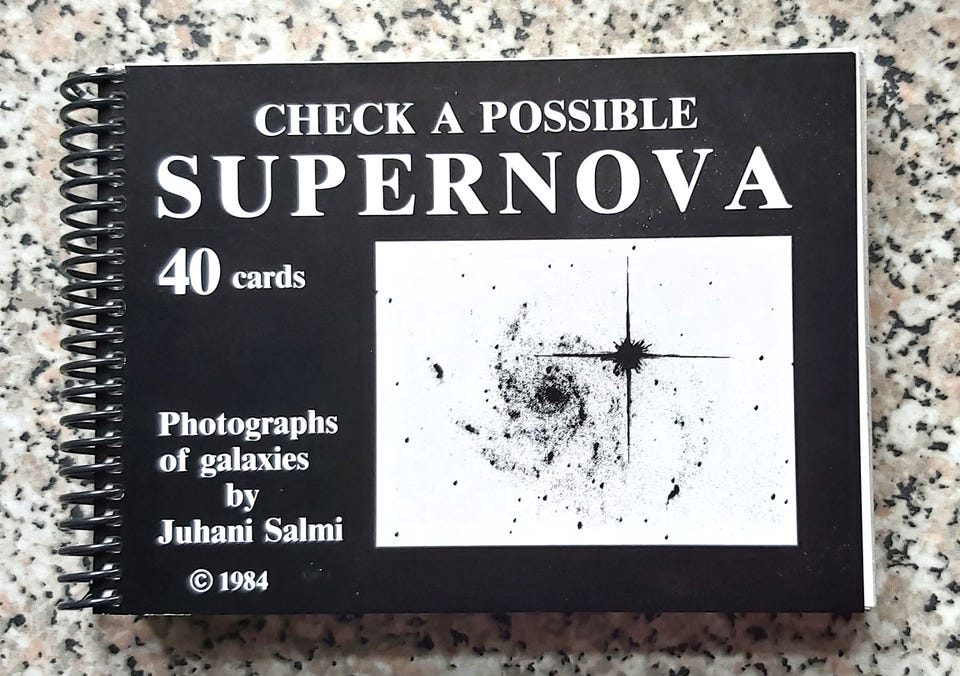 CHECK A POSSIBLE
SUPERNOVA
40 cards
Photographs
of galaxies
by
Juhani Salmi
© 1984